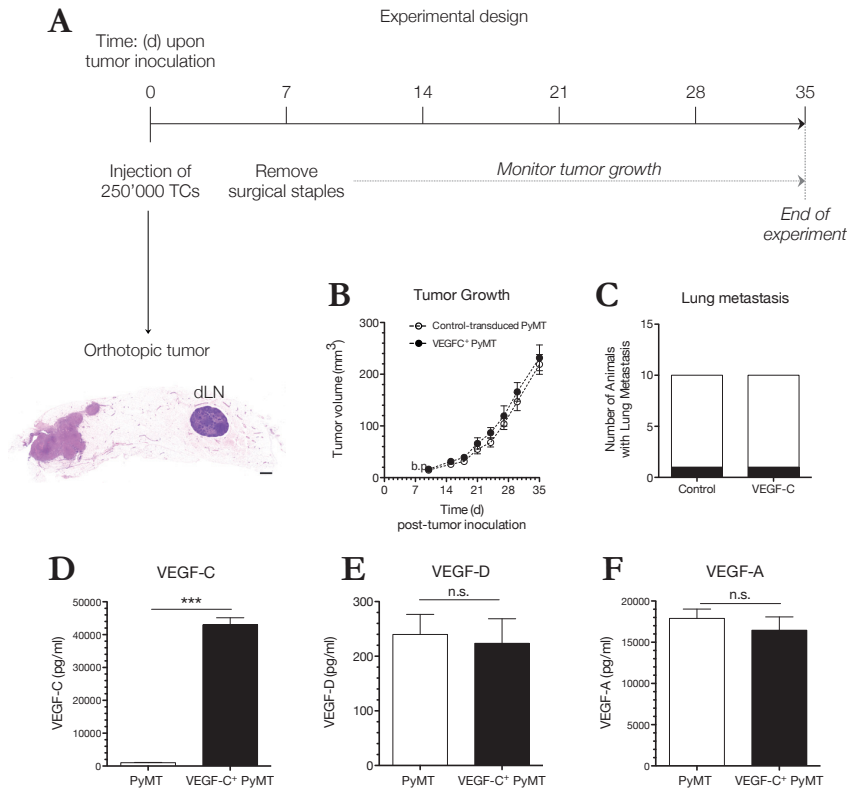 A
Experimental design
Time: (d) upon
tumor inoculation
0 7 14 21 28 35
Injection of
250'000 TCs
Remove
surgical staples
Monitor tumor growth
End of
experiment
Orthotopic tumor
dLN
B
Tumor Growth
Control-transduced PyMT
VEGFC+ PyMT
Tumor volume (mm3)
300
200
100
0
b.p.
0 7 14 21 28 35
Time (d)
post-tumor inoculation
C
Lung metastasis
Number of Animals
with Lung Metastasis
15
10
5
0
Control VEGF-C
D
VEGF-C
***
VEGF-C (pg/ml)
50000
40000
30000
20000
10000
0
PyMT VEGF-C+ PyMT
E
VEGF-D
n.s.
VEGF-D (pg/ml)
300
200
100
0
PyMT VEGF-C+ PyMT
F
VEGF-A
n.s.
VEGF-A (pg/ml)
20000
15000
10000
5000
0
PyMT VEGF-C+ PyMT